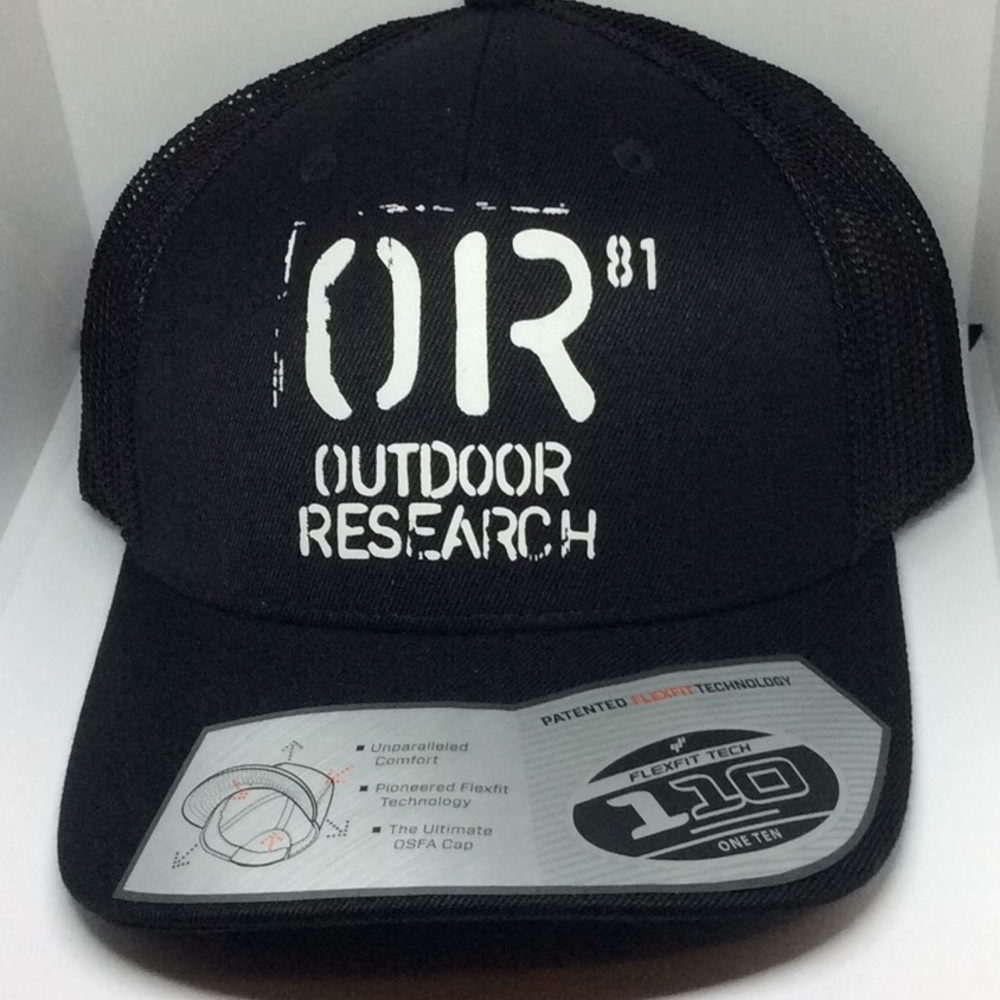 OR 81
OUTDOOR
RESEARCH
PATENTED FLEXFIT TECHNOLOGY
Unparalleled
Comfort
Pioneered Flexfit
Technology
The Ultimate
OSFA Cap
FLEXFIT TECH
110
ONE TEN